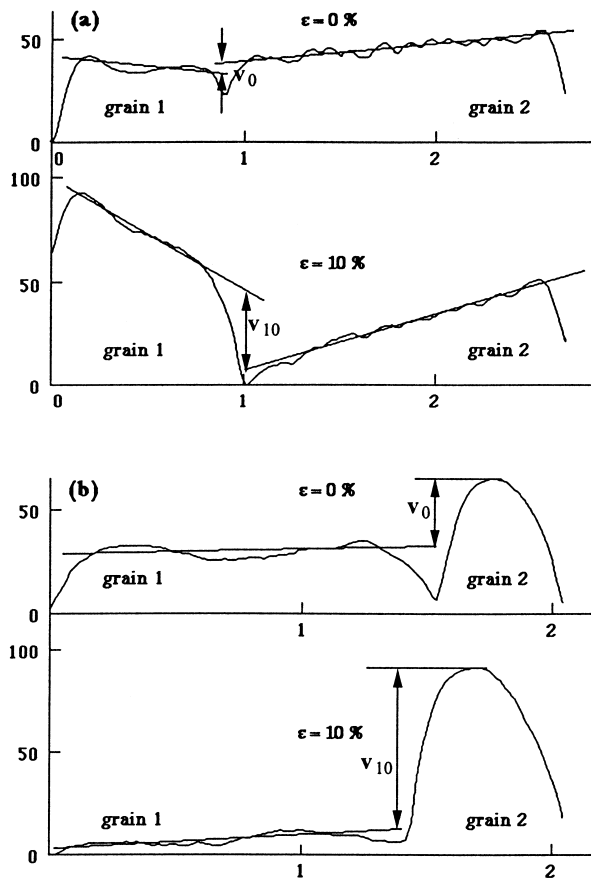 (a)
ε = 0 %
50
v0
grain 1
grain 2
0
0 1 2
100
ε = 10 %
50
v10
grain 1
grain 2
0
0 1 2
(b)
ε = 0 %
50
v0
grain 1
grain 2
0
1 2
100
ε = 10 %
50
v10
grain 1
grain 2
0
1 2